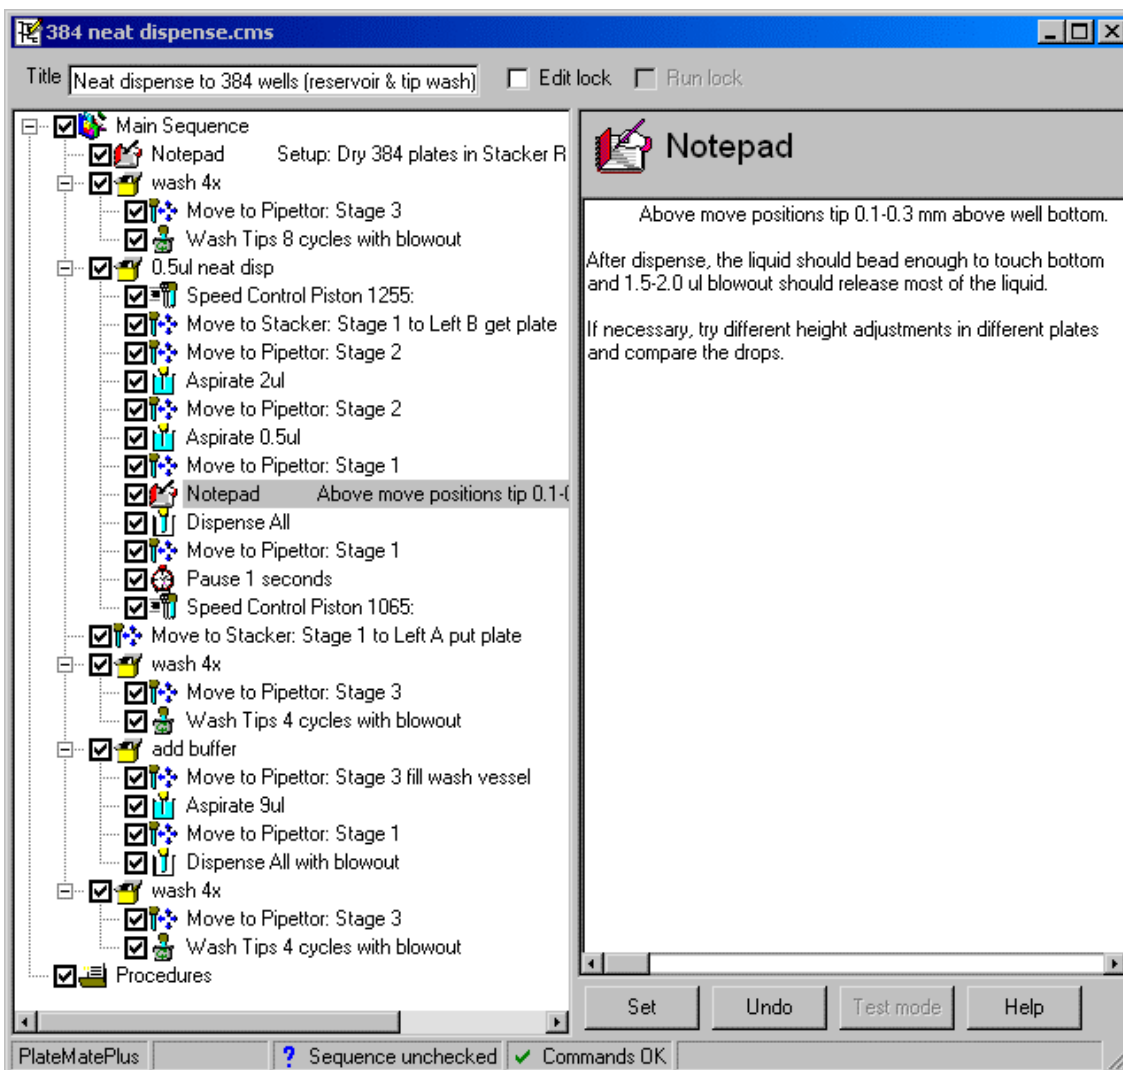 384 neat dispense.cms
Title Neat dispense to 384 wells (reservoir & tip wash) Edit lock Run lock
Main Sequence
Notepad Setup: Dry 384 plates in Stacker R
wash 4x
Move to Pipettor: Stage 3
Wash Tips 8 cycles with blowout
0.5ul neat disp
Speed Control Piston 1255:
Move to Stacker: Stage 1 to Left B get plate
Move to Pipettor: Stage 2
Aspirate 2ul
Move to Pipettor: Stage 2
Aspirate 0.5ul
Move to Pipettor: Stage 1
Notepad Above move positions tip 0.1-0
Dispense All
Move to Pipettor: Stage 1
Pause 1 seconds
Speed Control Piston 1065:
Move to Stacker: Stage 1 to Left A put plate
wash 4x
Move to Pipettor: Stage 3
Wash Tips 4 cycles with blowout
add buffer
Move to Pipettor: Stage 3 fill wash vessel
Aspirate 9ul
Move to Pipettor: Stage 1
Dispense All with blowout
wash 4x
Move to Pipettor: Stage 3
Wash Tips 4 cycles with blowout
Procedures
Notepad
Above move positions tip 0.1-0.3 mm above well bottom.
After dispense, the liquid should bead enough to touch bottom
and 1.5-2.0 ul blowout should release most of the liquid.
If necessary, try different height adjustments in different plates
and compare the drops.
Set Undo Test mode Help
PlateMatePlus ? Sequence unchecked Commands OK